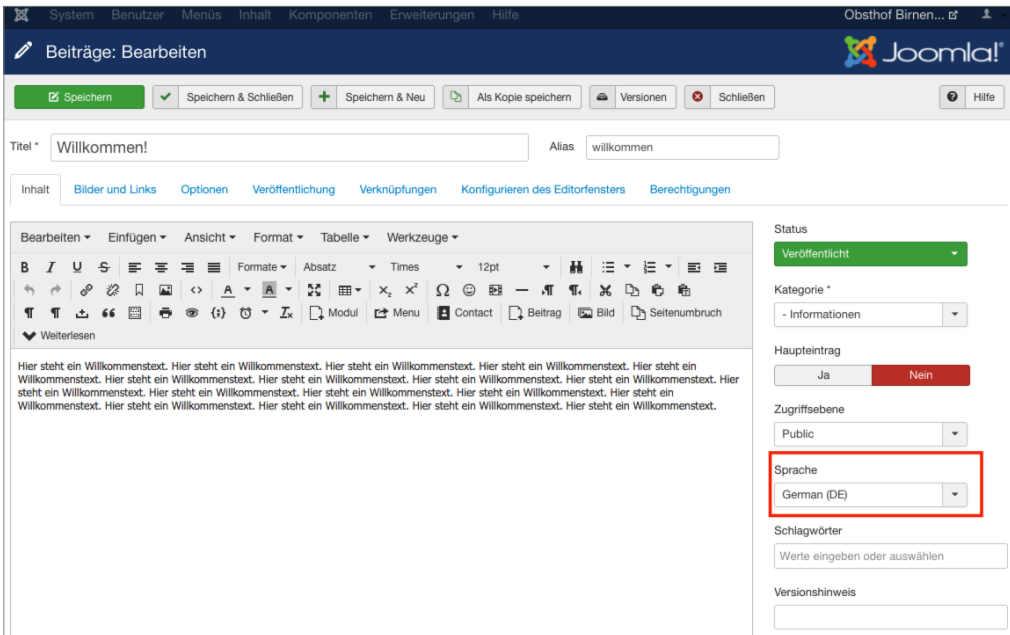 System Benutzer Menüs Inhalt Komponenten Erweiterungen Hilfe Obsthof Birnen...
Beiträge: Bearbeiten Joomla!
Speichern Speichern & Schließen Speichern & Neu Als Kopie speichern Versionen Schließen Hilfe
Titel * Willkommen! Alias willkommen
Inhalt Bilder und Links Optionen Veröffentlichung Verknüpfungen Konfigurieren des Editorfensters Berechtigungen
Bearbeiten Einfügen Ansicht Format Tabelle Werkzeuge
Formate Absatz Times 12pt
Modul Menu Contact Beitrag Bild Seitenumbruch
Weiterlesen
Hier steht ein Willkommenstext. Hier steht ein Willkommenstext. Hier steht ein Willkommenstext. Hier steht ein Willkommenstext. Hier steht ein
Willkommenstext. Hier steht ein Willkommenstext. Hier steht ein Willkommenstext. Hier steht ein Willkommenstext. Hier steht ein Willkommenstext. Hier
steht ein Willkommenstext. Hier steht ein Willkommenstext. Hier steht ein Willkommenstext. Hier steht ein Willkommenstext. Hier steht ein
Willkommenstext. Hier steht ein Willkommenstext. Hier steht ein Willkommenstext. Hier steht ein Willkommenstext. Hier steht ein Willkommenstext.
Status
Veröffentlicht
Kategorie *
- Informationen
Haupteintrag
Ja Nein
Zugriffsebene
Public
Sprache
German (DE)
Schlagwörter
Werte eingeben oder auswählen
Versionshinweis